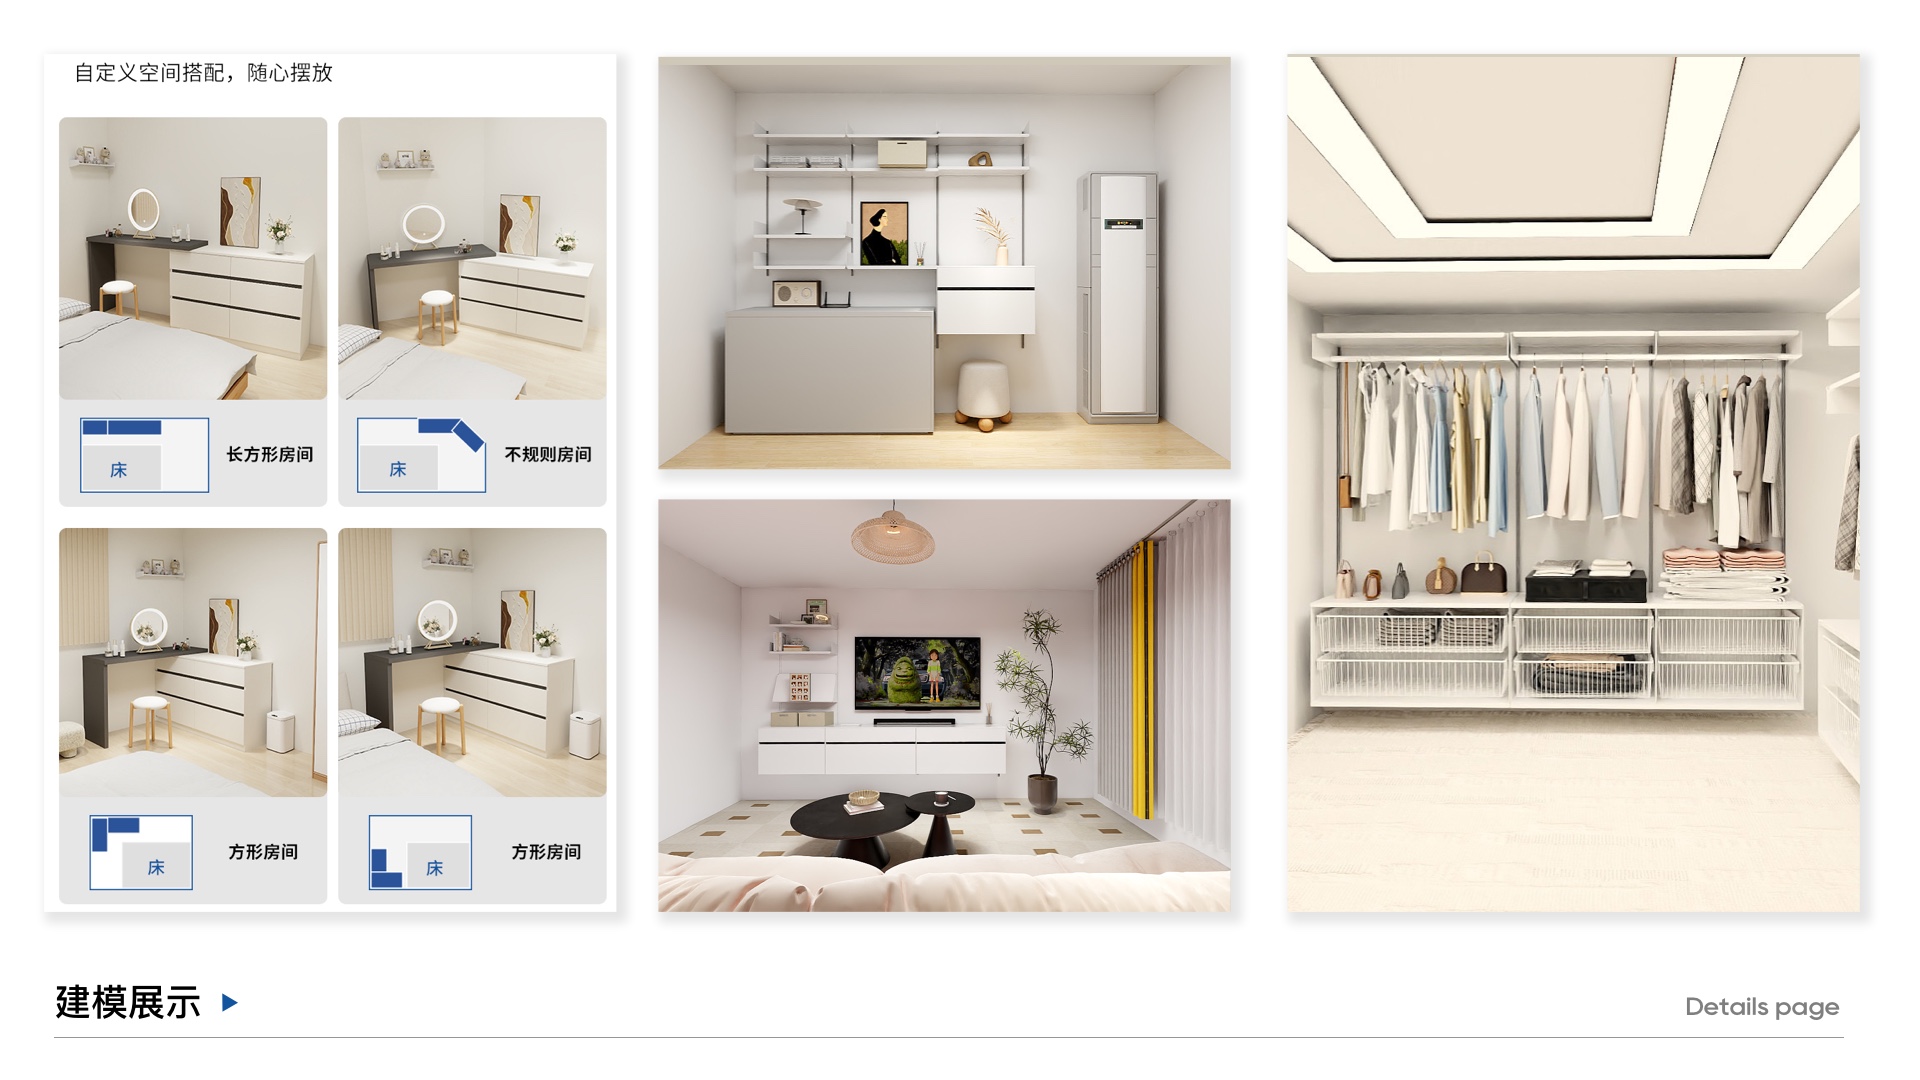 自定义空间搭配，随心摆放
床
长方形房间
床
不规则房间
床
方形房间
床
方形房间
建模展示
Details page